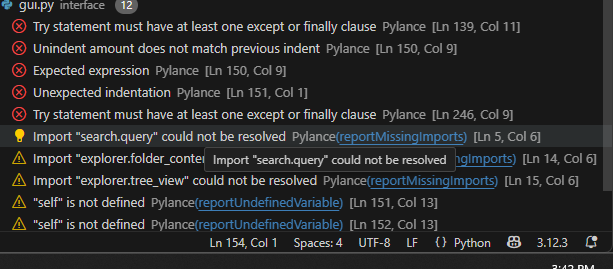 gui.py interface 12
Try statement must have at least one except or finally clause Pylance [Ln 139, Col 11]
Unindent amount does not match previous indent Pylance [Ln 150, Col 9]
Expected expression Pylance [Ln 150, Col 9]
Unexpected indentation Pylance [Ln 151, Col 1]
Try statement must have at least one except or finally clause Pylance [Ln 246, Col 9]
Import "search.query" could not be resolved Pylance(reportMissingImports) [Ln 5, Col 6]
Import "explorer.folder_conte ngImports) [Ln 14, Col 6]
Import "search.query" could not be resolved
Import "explorer.tree_view" could not be resolved Pylance(reportMissingImports) [Ln 15, Col 6]
"self" is not defined Pylance(reportUndefinedVariable) [Ln 151, Col 13]
"self" is not defined Pylance(reportUndefinedVariable) [Ln 152, Col 13]
Ln 154, Col 1 Spaces: 4 UTF-8 LF {} Python 3.12.3